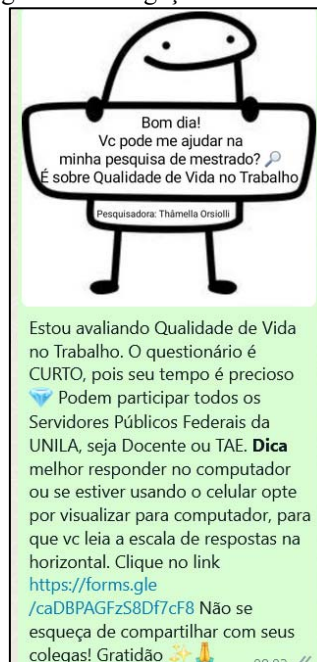 Bom dia!
Vc pode me ajudar na
minha pesquisa de mestrado? 🔎
É sobre Qualidade de Vida no Trabalho
Pesquisadora: Thâmella Orsiolli
Estou avaliando Qualidade de Vida
no Trabalho. O questionário é
CURTO, pois seu tempo é precioso
💎 Podem participar todos os
Servidores Públicos Federais da
UNILA, seja Docente ou TAE. Dica
melhor responder no computador
ou se estiver usando o celular opte
por visualizar para computador, para
que vc leia a escala de respostas na
horizontal. Clique no link
https://forms.gle
/caDBPAGFzS8Df7cF8 Não se
esqueça de compartilhar com seus
colegas! Gratidão ✨🙏